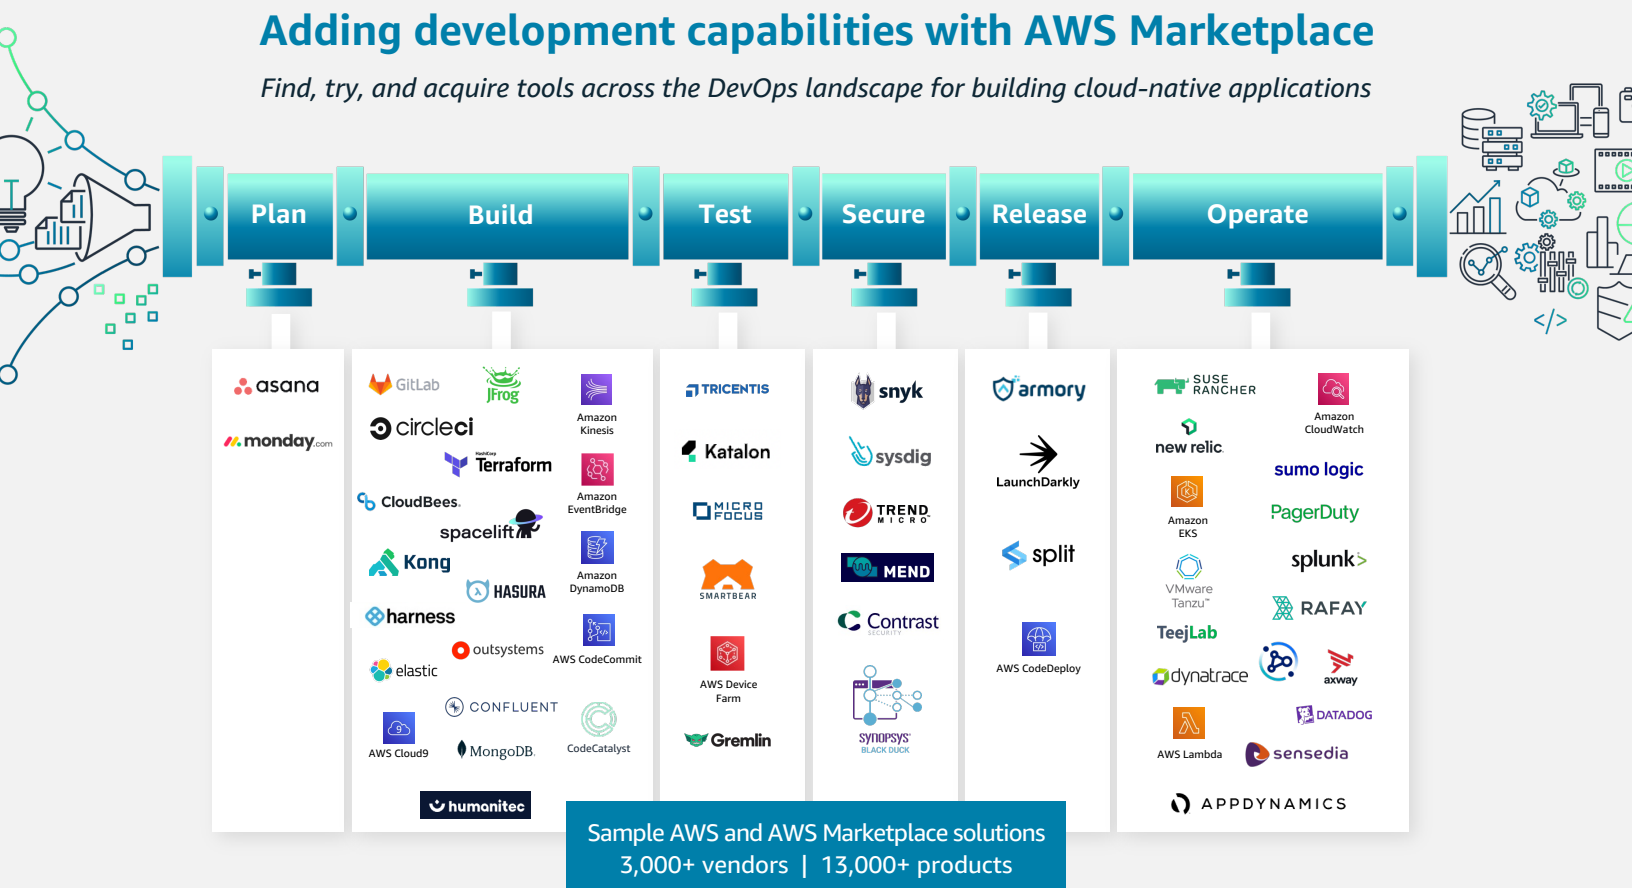 Adding development capabilities with AWS Marketplace
Find, try, and acquire tools across the DevOps landscape for building cloud-native applications
Plan
Build
Test
Secure
Release
Operate
asana
monday.com
GitLab
JFrog
Amazon
Kinesis
circleci
HashiCorp
Terraform
Amazon
EventBridge
CloudBees.
spacelift
Amazon
DynamoDB
Kong
HASURA
harness
outsystems
AWS CodeCommit
elastic
CONFLUENT
9
AWS Cloud9
MongoDB.
CodeCatalyst
humanitec
TRICENTIS
Katalon
MICRO
FOCUS
SMARTBEAR
AWS Device
Farm
Gremlin
snyk
sysdig
TREND
MICRO
MEND
Contrast
SECURITY
SYNOPSYS®
BLACK DUCK
armory
LaunchDarkly
split
</>
AWS CodeDeploy
SUSE
RANCHER
Amazon
CloudWatch
new relic.
sumo logic
K
Amazon
EKS
PagerDuty
splunk>
VMware
Tanzu™
RAFAY
TeejLab
dynatrace
axway
DATADOG
λ
AWS Lambda
sensedia
APPDYNAMICS
</>
Sample AWS and AWS Marketplace solutions
3,000+ vendors | 13,000+ products